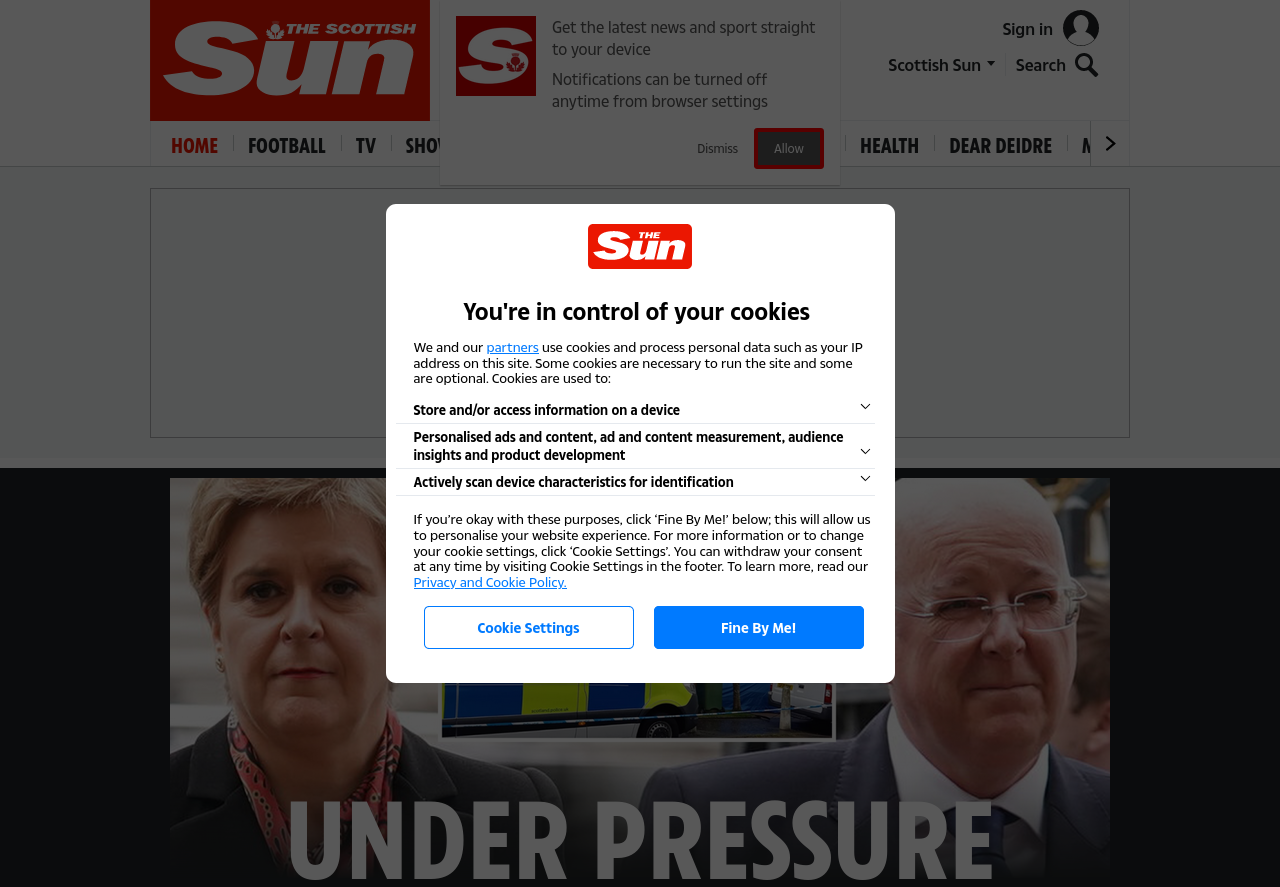 THE SCOTTISH
Sun
Get the latest news and sport straight
to your device
Notifications can be turned off
anytime from browser settings
Dismiss
Allow
Sign in
Scottish Sun
Search
HOME
FOOTBALL
TV
HEALTH
DEAR DEIDRE
THE
Sun
You're in control of your cookies
We and our partners use cookies and process personal data such as your IP
address on this site. Some cookies are necessary to run the site and some
are optional. Cookies are used to:
Store and/or access information on a device
Personalised ads and content, ad and content measurement, audience
insights and product development
Actively scan device characteristics for identification
If you’re okay with these purposes, click ‘Fine By Me!’ below; this will allow us
to personalise your website experience. For more information or to change
your cookie settings, click ‘Cookie Settings’. You can withdraw your consent
at any time by visiting Cookie Settings in the footer. To learn more, read our
Privacy and Cookie Policy.
Cookie Settings
Fine By Me!
UNDER PRESSURE